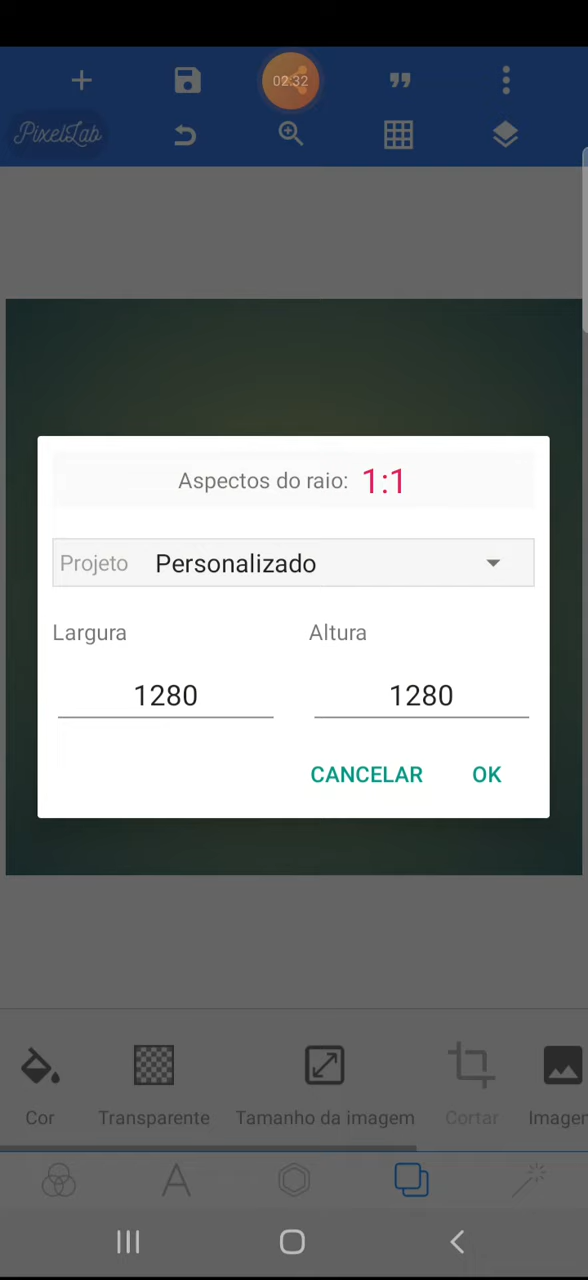 02:32
PixelLab
Aspectos do raio: 1:1
Projeto Personalizado
Largura Altura
1280 1280
CANCELAR OK
Cor Transparente Tamanho da imagem Cortar Imagen